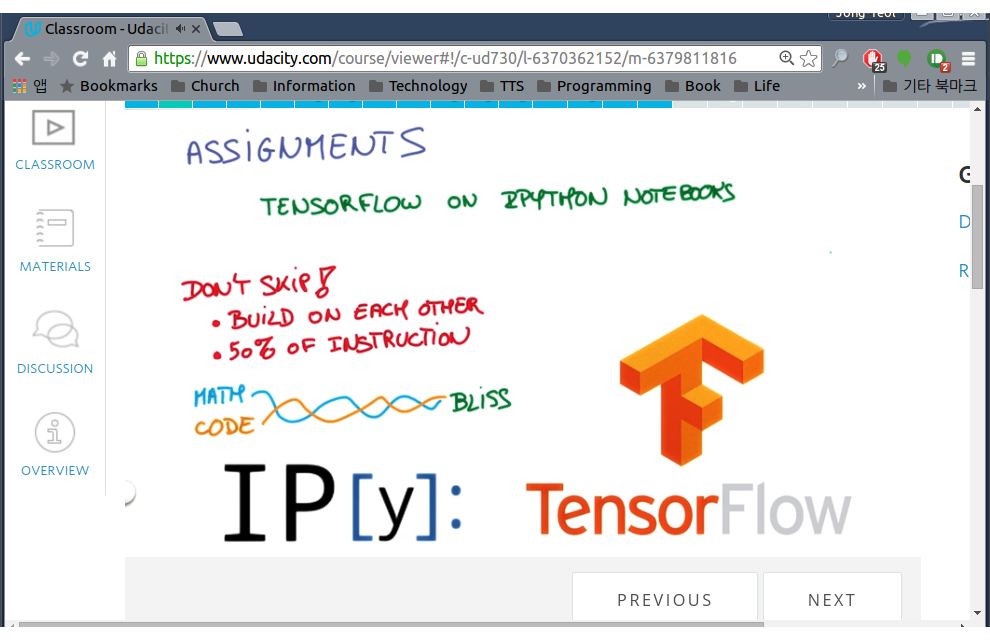 Jong Yeol
Classroom - Udaci
https://www.udacity.com/course/viewer#!/c-ud730/l-6370362152/m-6379811816
25
2
앱 Bookmarks Church Information Technology TTS Programming Book Life » 기타 북마크
CLASSROOM
MATERIALS
DISCUSSION
OVERVIEW
ASSIGNMENTS
TENSORFLOW ON IPYTHON NOTEBOOKS
DON'T SKIP!
• BUILD ON EACH OTHER
• 50% OF INSTRUCTION
MATH
CODE
BLISS
IP[y]:
TensorFlow
D
R
PREVIOUS
NEXT